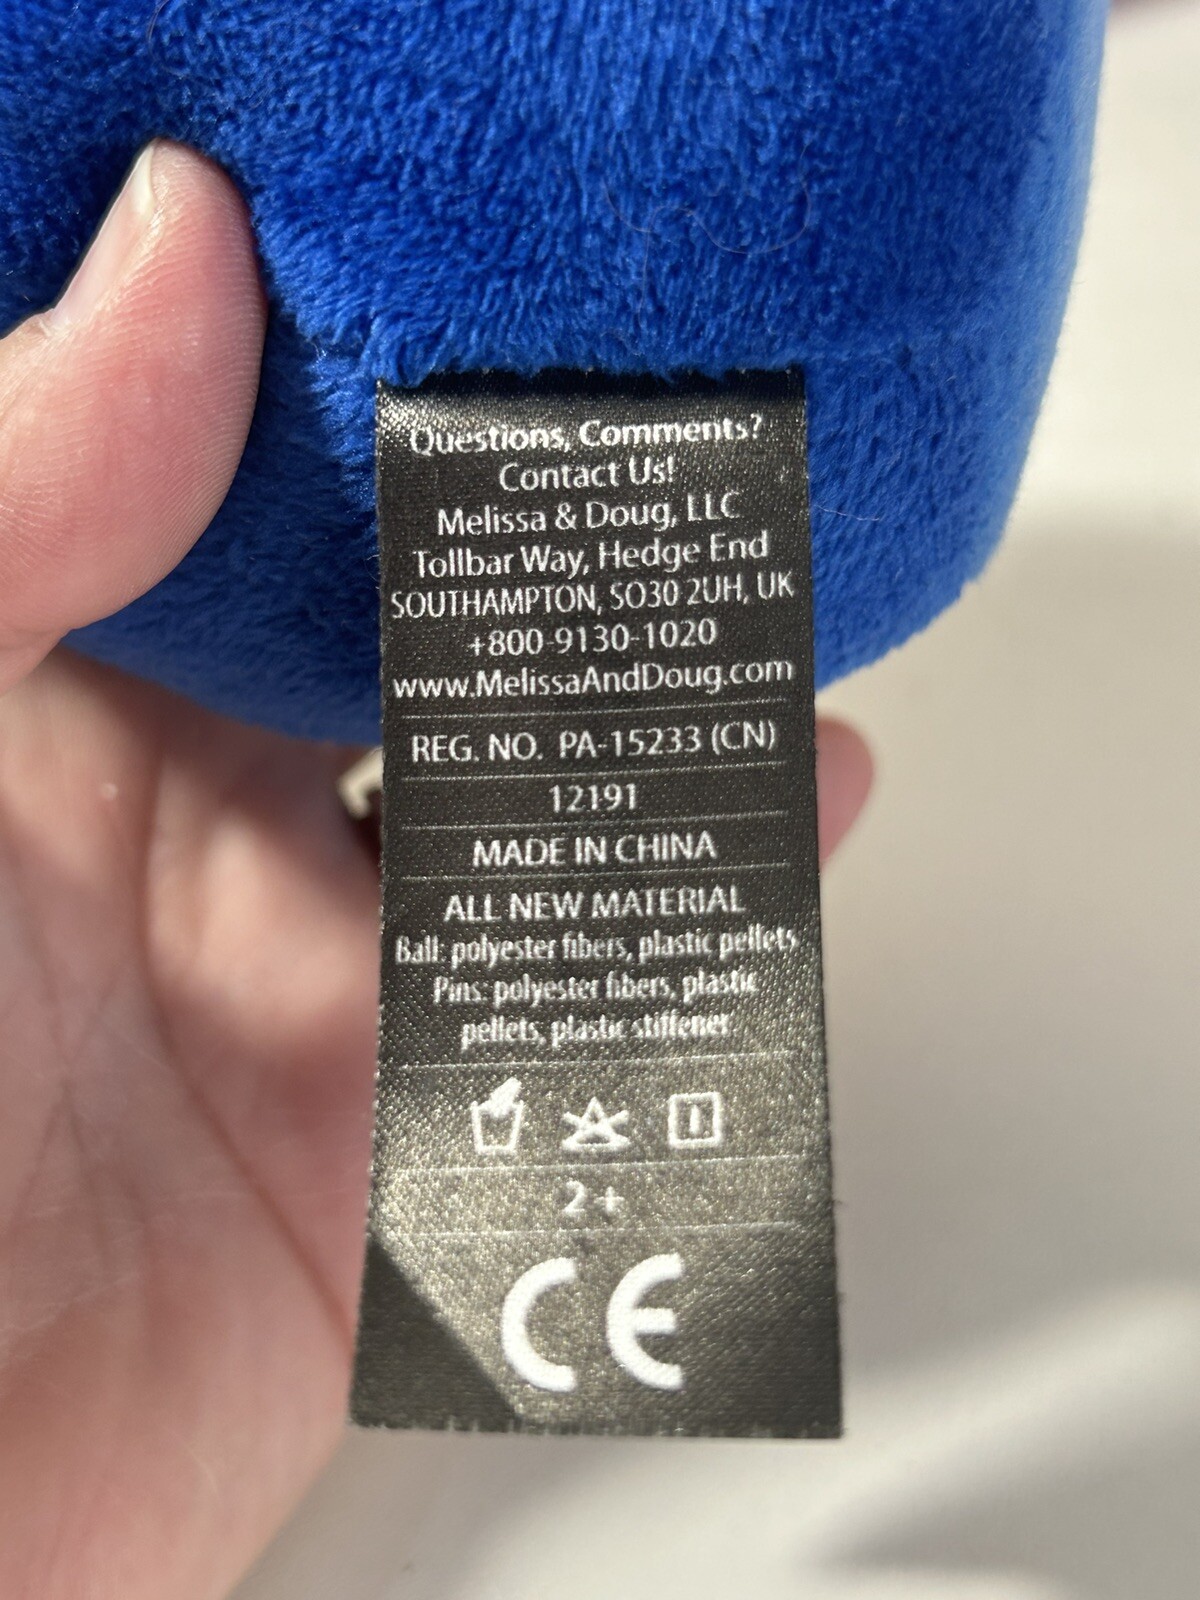 Questions, Comments?
Contact Us!
Melissa & Doug, LLC
Tollbar Way, Hedge End
SOUTHAMPTON, SO30 2UH, UK
+800-9130-1020
www.MelissaAndDoug.com
REG. NO. PA-15233 (CN)
12191
MADE IN CHINA
ALL NEW MATERIAL
Ball: polyester fibers, plastic pellets
Pins: polyester fibers, plastic
pellets, plastic stiffener
2+
CE